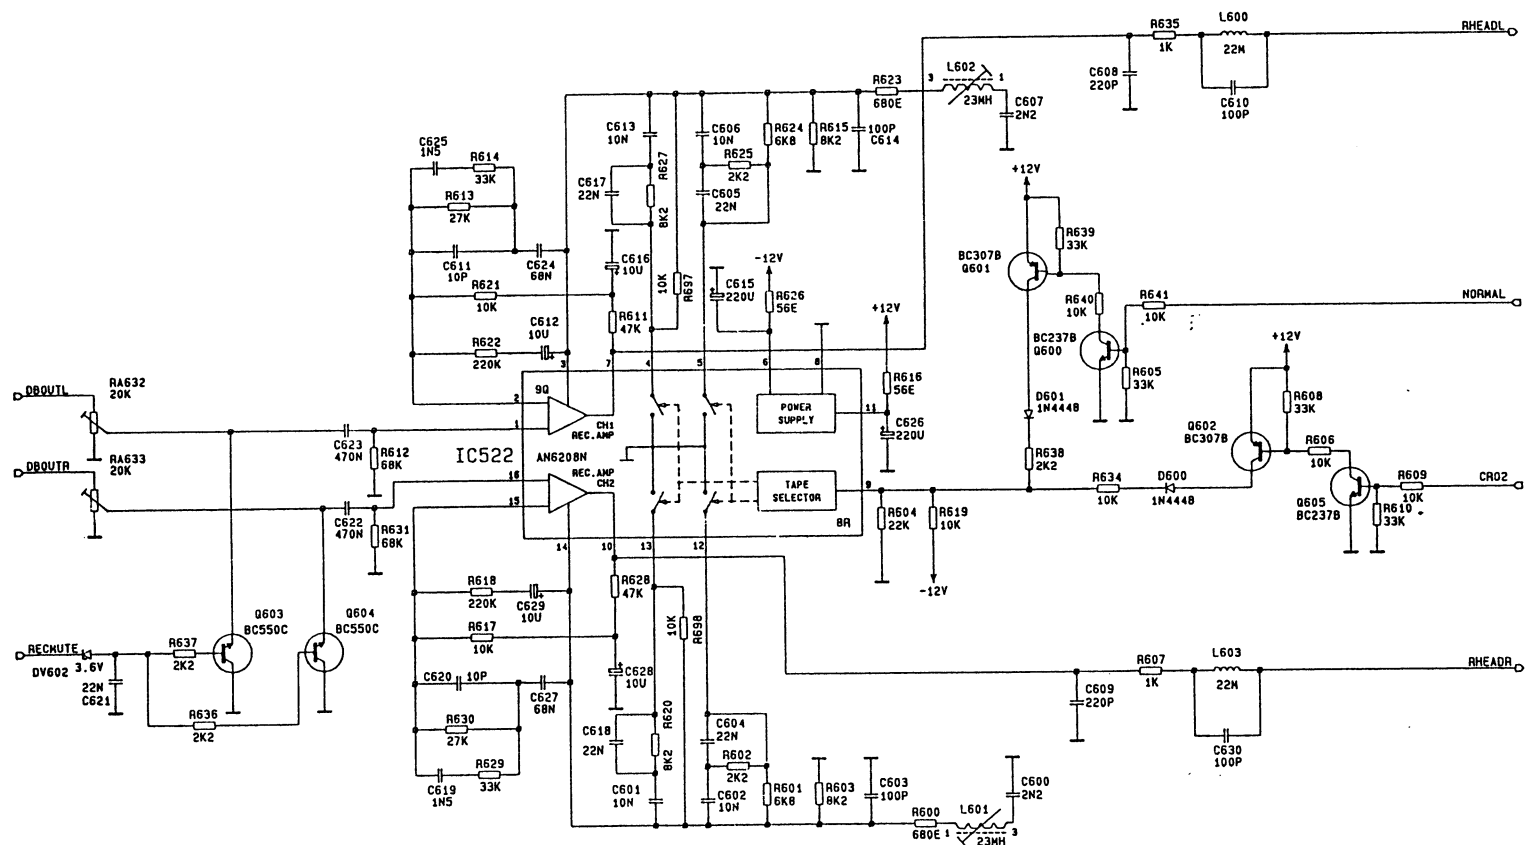 R635
1K
L600
22M
RHEADL
C608
220P
C610
100P
L602
3
1
23MH
R623
680E
C607
2N2
C613
10N
C606
10N
R624
6K8
R615
8K2
100P
C614
C625
1N5
R614
33K
R627
R625
2K2
C617
22N
8K2
C605
22N
R613
27K
C611
10P
C624
68N
C616
10U
10K
R697
C615
220U
-12V
R626
56E
+12V
R621
10K
R611
47K
C612
10U
R622
220K
3
7
4
5
6
8
+12V
BC307B
Q601
R639
33K
R640
10K
R641
10K
NORMAL
BC237B
Q600
R605
33K
+12V
DBOUTL
RA632
20K
2
1
9Q
CH1
REC.AMP
POWER
SUPPLY
11
R616
56E
C626
220U
D601
1N4448
R638
2K2
Q602
BC307B
R608
33K
R606
10K
DBOUTR
RA633
20K
C623
470N
R612
68K
IC522
AN6208N
REC.AMP
CH2
16
15
TAPE
SELECTOR
9
8R
R634
10K
D600
1N4448
R609
10K
CRO2
Q605
BC237B
R610
33K
C622
470N
R631
68K
14
10
13
12
R604
22K
R619
10K
-12V
R618
220K
C629
10U
R628
47K
R617
10K
10K
R698
Q603
BC550C
Q604
BC550C
RECMUTE
DV602
3.6V
R637
2K2
22N
C621
R636
2K2
C620
10P
C627
68N
C628
10U
R630
27K
C618
22N
R620
8K2
C604
22N
R602
2K2
C619
1N5
R629
33K
C601
10N
C602
10N
R601
6K8
R603
8K2
C603
100P
C600
2N2
R600
680E
1
L601
3
23MH
R607
1K
L603
22M
RHEADR
C609
220P
C630
100P